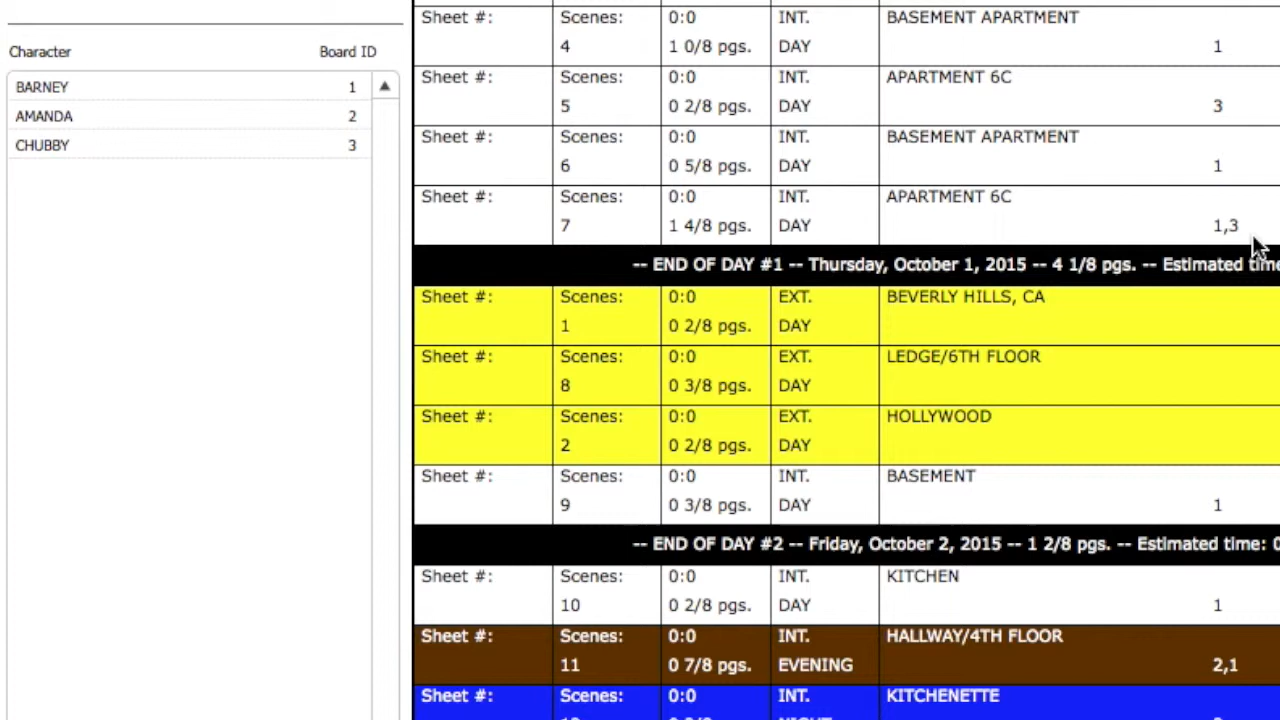 Character Board ID
BARNEY 1
AMANDA 2
CHUBBY 3
Sheet #: Scenes: 0:0 INT. BASEMENT APARTMENT
4 1 0/8 pgs. DAY 1
Sheet #: Scenes: 0:0 INT. APARTMENT 6C
5 0 2/8 pgs. DAY 3
Sheet #: Scenes: 0:0 INT. BASEMENT APARTMENT
6 0 5/8 pgs. DAY 1
Sheet #: Scenes: 0:0 INT. APARTMENT 6C
7 1 4/8 pgs. DAY 1,3
-- END OF DAY #1 -- Thursday, October 1, 2015 -- 4 1/8 pgs. -- Estimated time
Sheet #: Scenes: 0:0 EXT. BEVERLY HILLS, CA
1 0 2/8 pgs. DAY
Sheet #: Scenes: 0:0 EXT. LEDGE/6TH FLOOR
8 0 3/8 pgs. DAY
Sheet #: Scenes: 0:0 EXT. HOLLYWOOD
2 0 2/8 pgs. DAY
Sheet #: Scenes: 0:0 INT. BASEMENT
9 0 3/8 pgs. DAY 1
-- END OF DAY #2 -- Friday, October 2, 2015 -- 1 2/8 pgs. -- Estimated time:
Sheet #: Scenes: 0:0 INT. KITCHEN
10 0 2/8 pgs. DAY 1
Sheet #: Scenes: 0:0 INT. HALLWAY/4TH FLOOR
11 0 7/8 pgs. EVENING 2,1
Sheet #: Scenes: 0:0 INT. KITCHENETTE